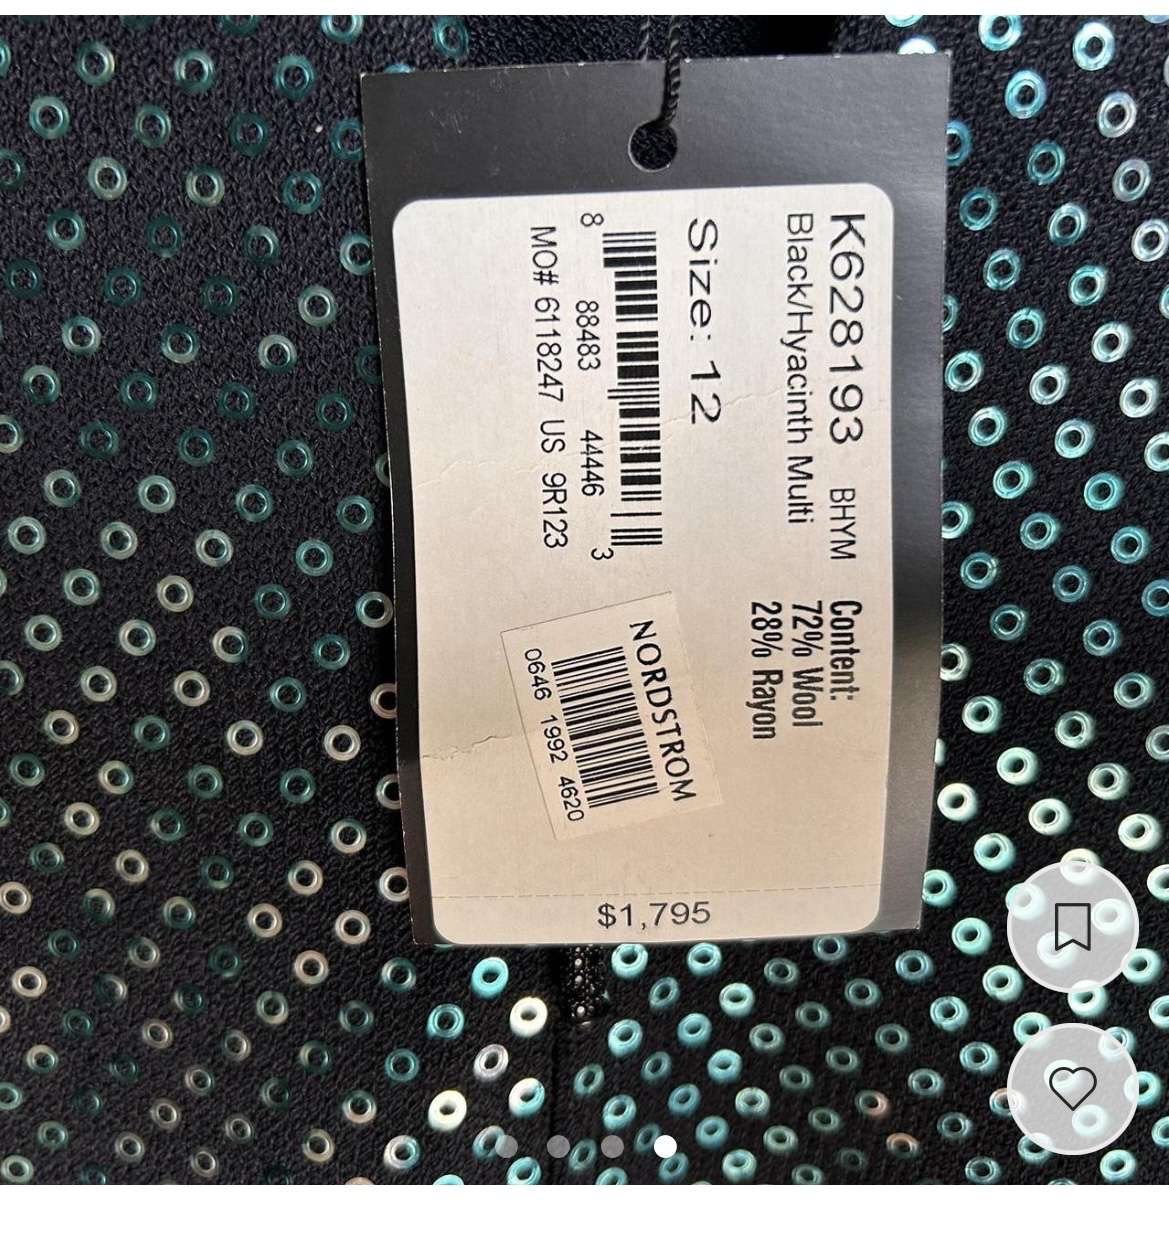 K628193 BHYM
Black/Hyacinth Multi
Content:
72% Wool
28% Rayon
Size: 12
8 88483 44446 3
MO# 6118247 US 9R123
NORDSTROM
0646 1992 4620
$1,795